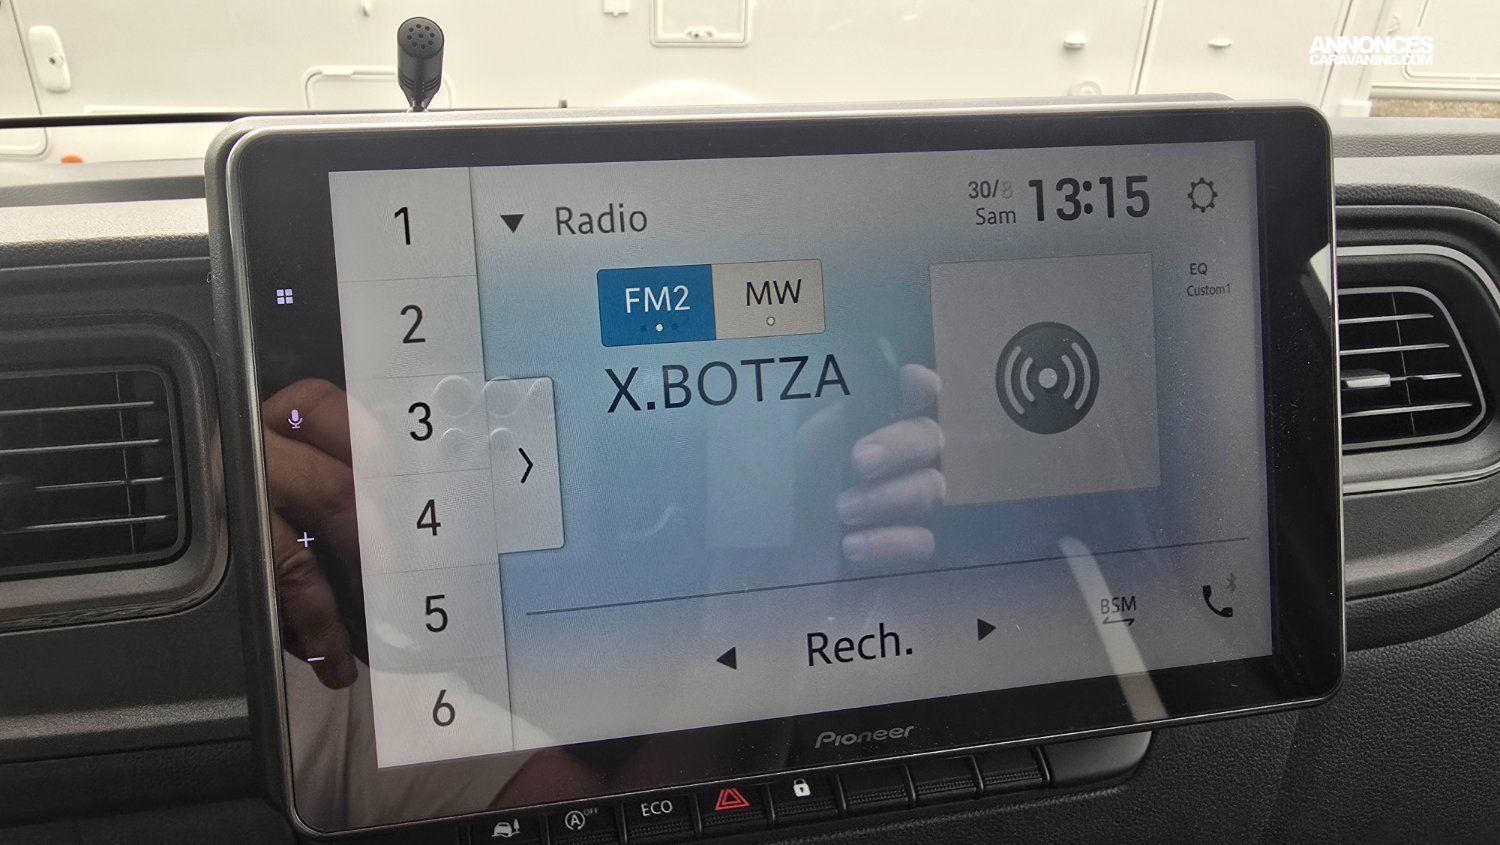 ANNONCES
CARAVANING.COM
1
2
3
4
5
6
Radio
30/8
Sam
13:15
FM2
MW
EQ
Custom1
X.BOTZA
Rech.
BSM
Pioneer
A OFF
ECO